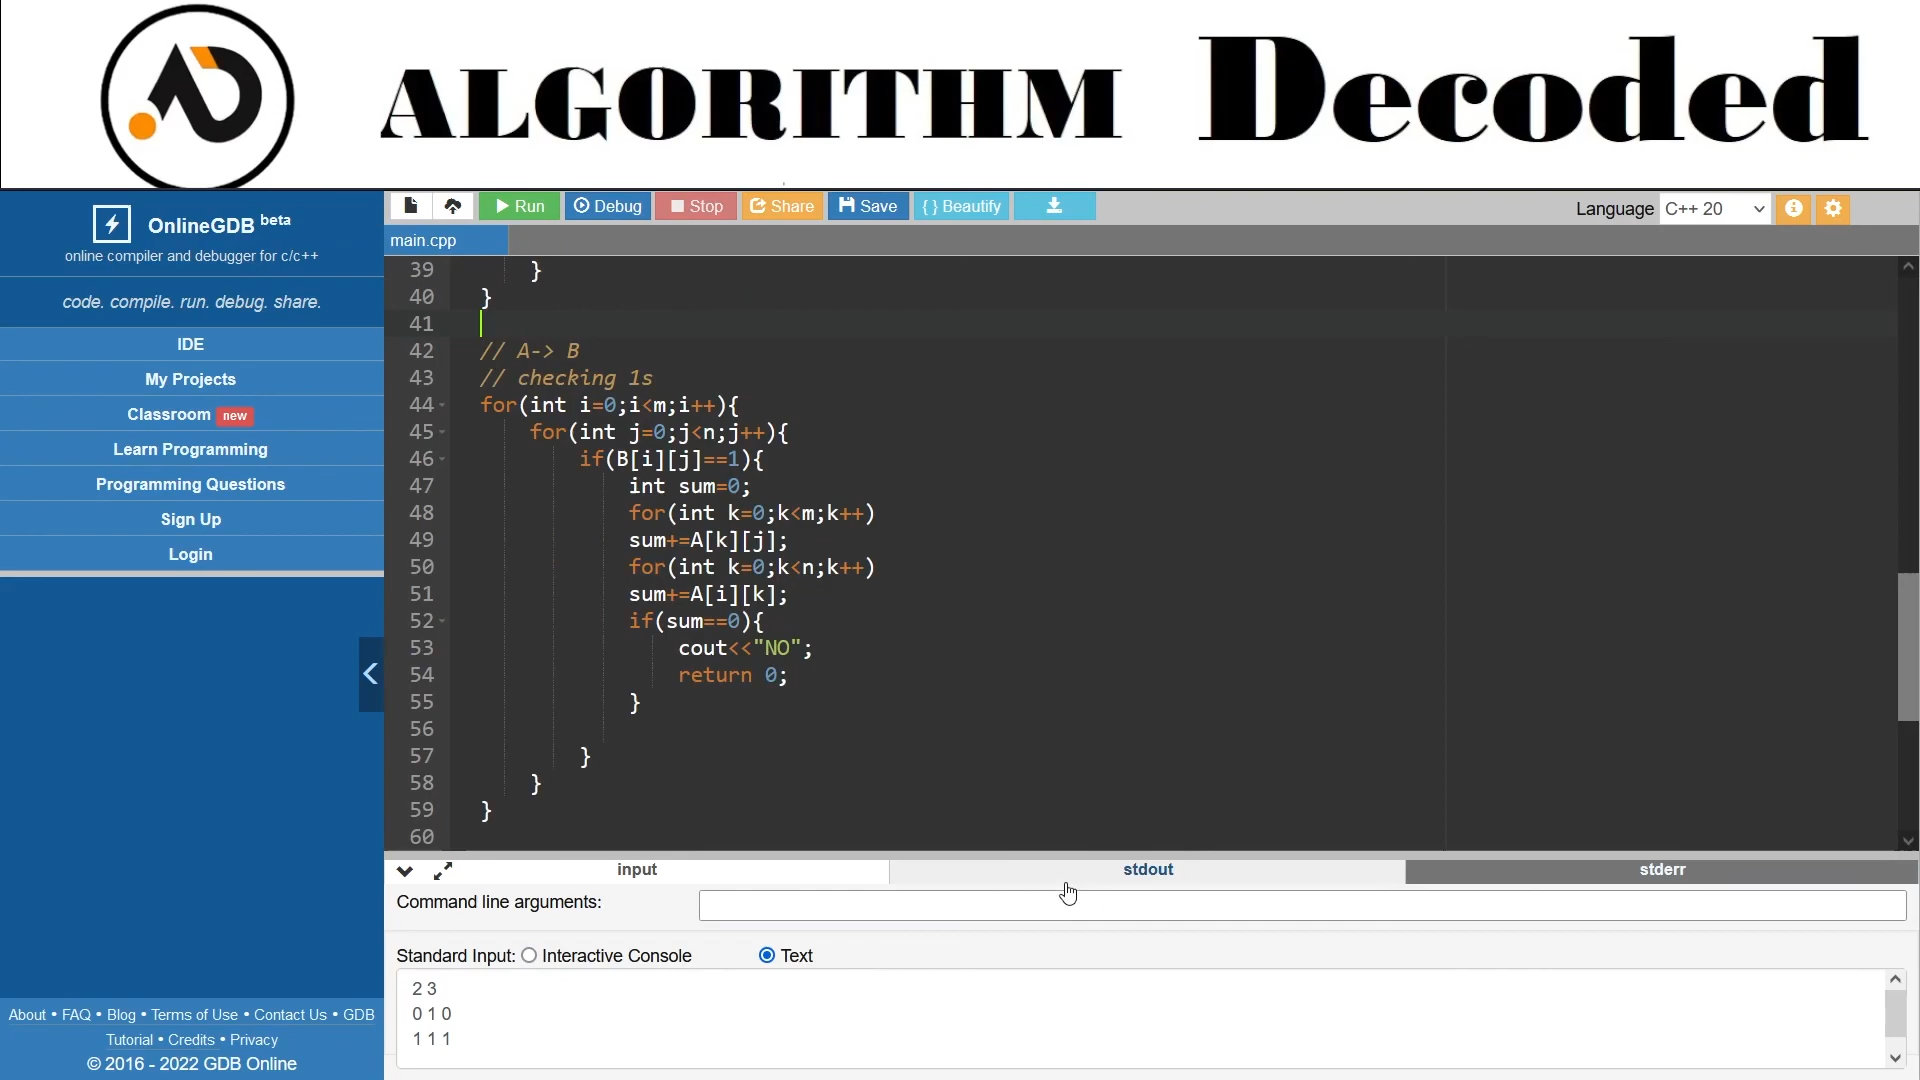 ALGORITHM Decoded
OnlineGDB beta
online compiler and debugger for c/c++
code. compile. run. debug. share.
IDE
My Projects
Classroom new
Learn Programming
Programming Questions
Sign Up
Login
About • FAQ • Blog • Terms of Use • Contact Us • GDB
Tutorial • Credits • Privacy
© 2016 - 2022 GDB Online
Run Debug Stop Share Save { } Beautify
Language C++ 20
main.cpp
39 }
40 }
41
42 // A-> B
43 // checking 1s
44 for(int i=0;i<m;i++){
45 for(int j=0;j<n;j++){
46 if(B[i][j]==1){
47 int sum=0;
48 for(int k=0;k<m;k++)
49 sum+=A[k][j];
50 for(int k=0;k<n;k++)
51 sum+=A[i][k];
52 if(sum==0){
53 cout<<"NO";
54 return 0;
55 }
56
57 }
58 }
59 }
60
input stdout stderr
Command line arguments:
Standard Input: Interactive Console Text
2 3
0 1 0
1 1 1